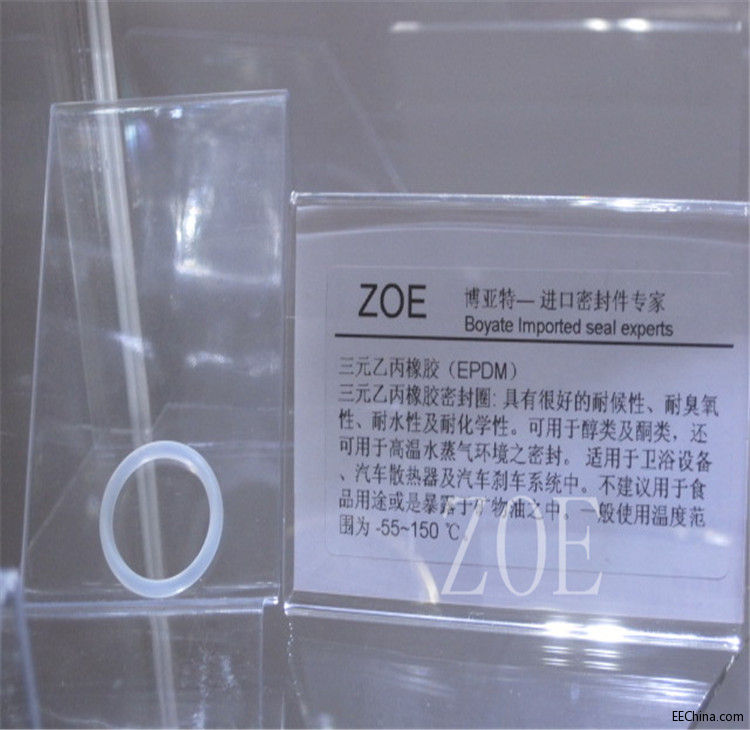 ZOE 博亚特—进口密封件专家
Boyate Imported seal experts
三元乙丙橡胶（EPDM）
三元乙丙橡胶密封圈: 具有很好的耐候性、耐臭氧
性、耐水性及耐化学性。可用于醇类及酮类，还
可用于高温水蒸气环境之密封。 适用于卫浴设备
、汽车散热器及汽车刹车系统中。不建议用于食
品用途或是暴露于矿物油之中。一般使用温度范
围为 -55~150 ℃。
ZOE
EEChina.com